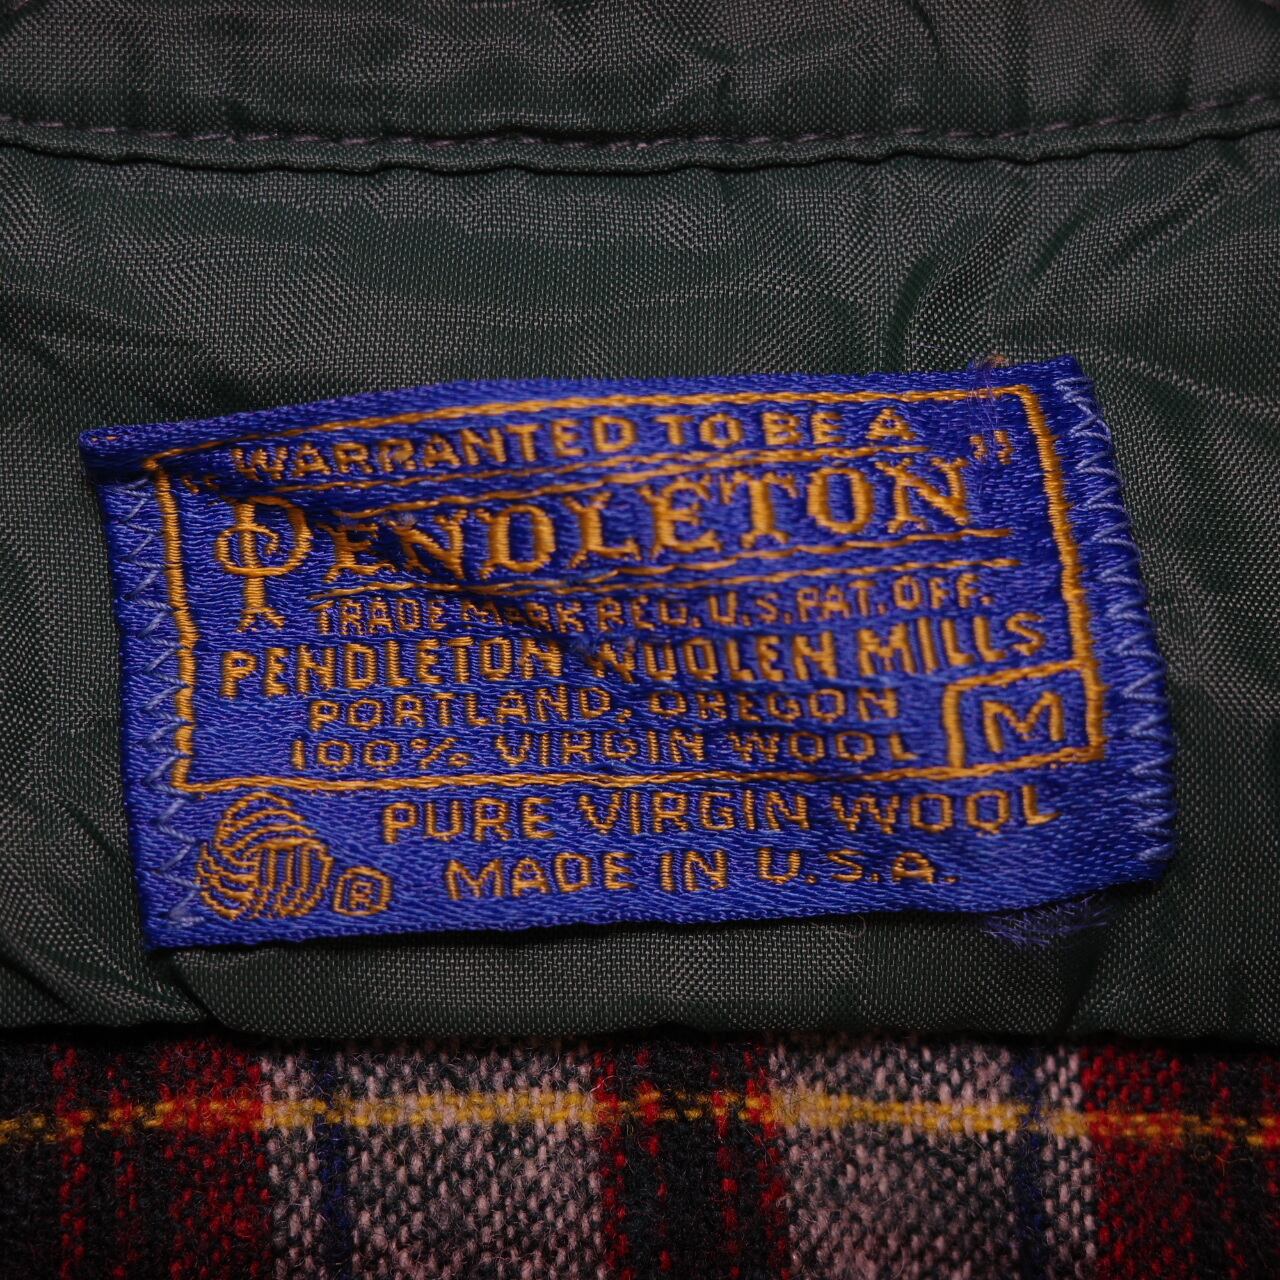 "WARRANTED TO BE A
PENDLETON"
TRADE MARK REG. U.S. PAT. OFF.
PENDLETON WOOLEN MILLS
PORTLAND, OREGON
100% VIRGIN WOOL
M
PURE VIRGIN WOOL
® MADE IN U.S.A.